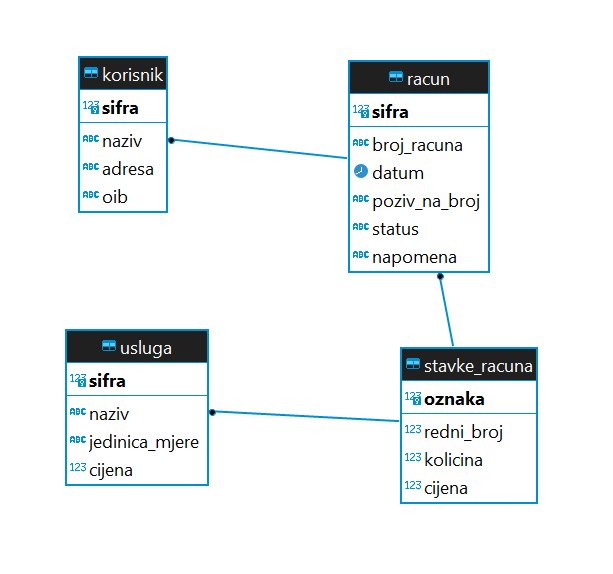 korisnik
123 sifra
ABC naziv
ABC adresa
ABC oib
racun
123 sifra
ABC broj_racuna
datum
ABC poziv_na_broj
ABC status
ABC napomena
usluga
123 sifra
ABC naziv
ABC jedinica_mjere
123 cijena
stavke_racuna
123 oznaka
123 redni_broj
123 kolicina
123 cijena